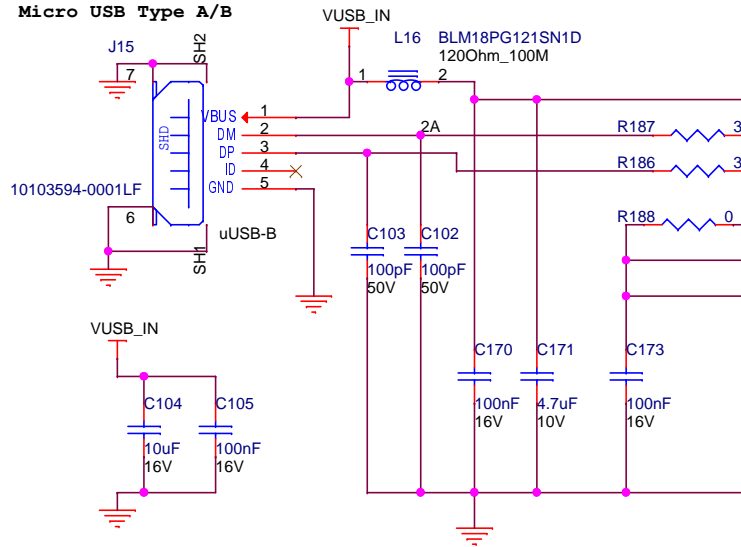 Micro USB Type A/B
VUSB_IN
L16 BLM18PG121SN1D
120Ohm_100M
J15
SH2
7
1 2
VBUS 1
DM 2 2A R187 3
SHD
DP 3
ID 4 R186 3
GND 5
10103594-0001LF
6 uUSB-B R188 0
SH1
C103 C102
100pF 100pF
50V 50V
VUSB_IN
C170 C171 C173
100nF 4.7uF 100nF
16V 10V 16V
C104 C105
10uF 100nF
16V 16V